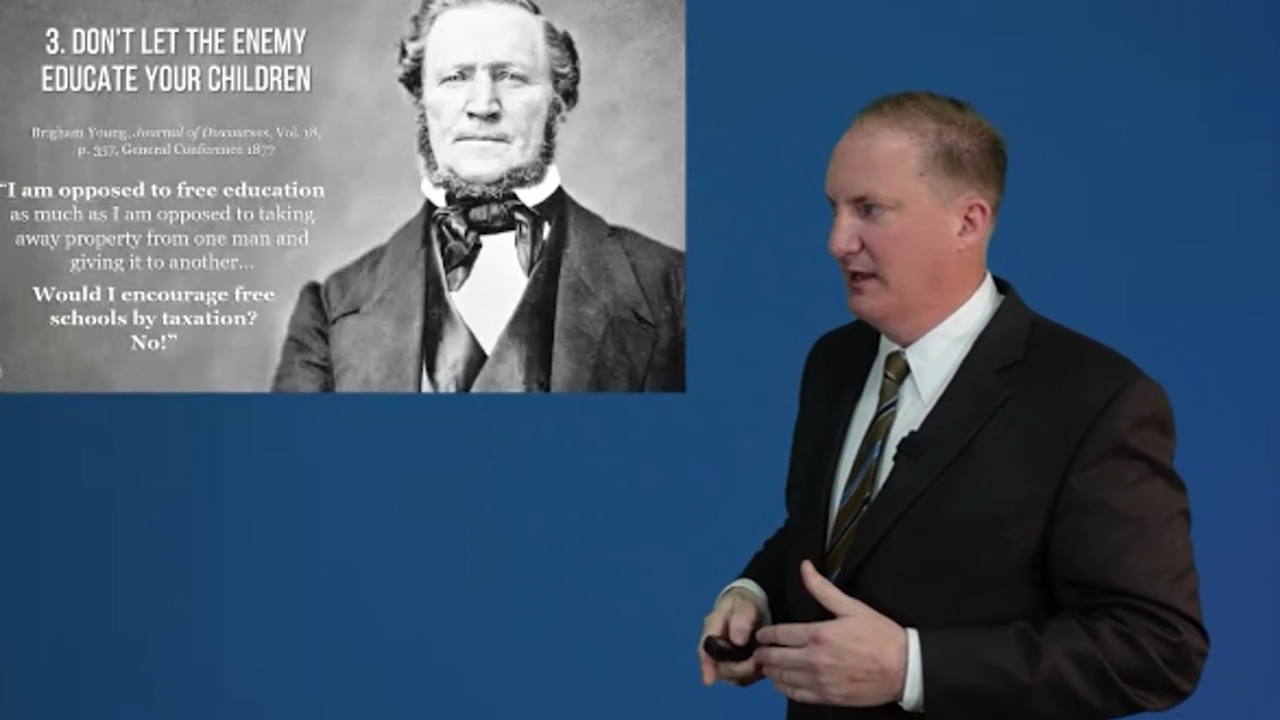 3. DON'T LET THE ENEMY
EDUCATE YOUR CHILDREN
Brigham Young, Journal of Discourses, Vol. 18,
p. 357, General Conference 1877
"I am opposed to free education
as much as I am opposed to taking
away property from one man and
giving it to another...
Would I encourage free
schools by taxation?
No!"